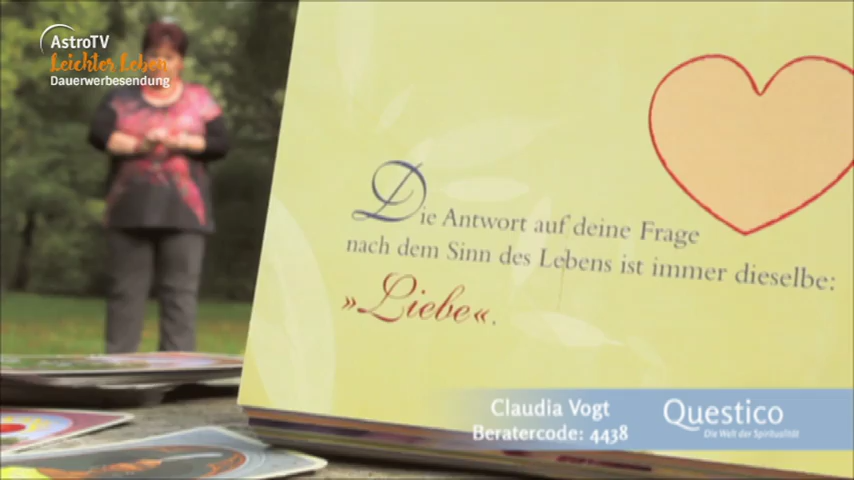 AstroTV
Leichter Leben
Dauerwerbesendung
Die Antwort auf deine Frage
nach dem Sinn des Lebens ist immer dieselbe:
»Liebe«.
Claudia Vogt
Beratercode: 4438
Questico
Die Welt der Spiritualität